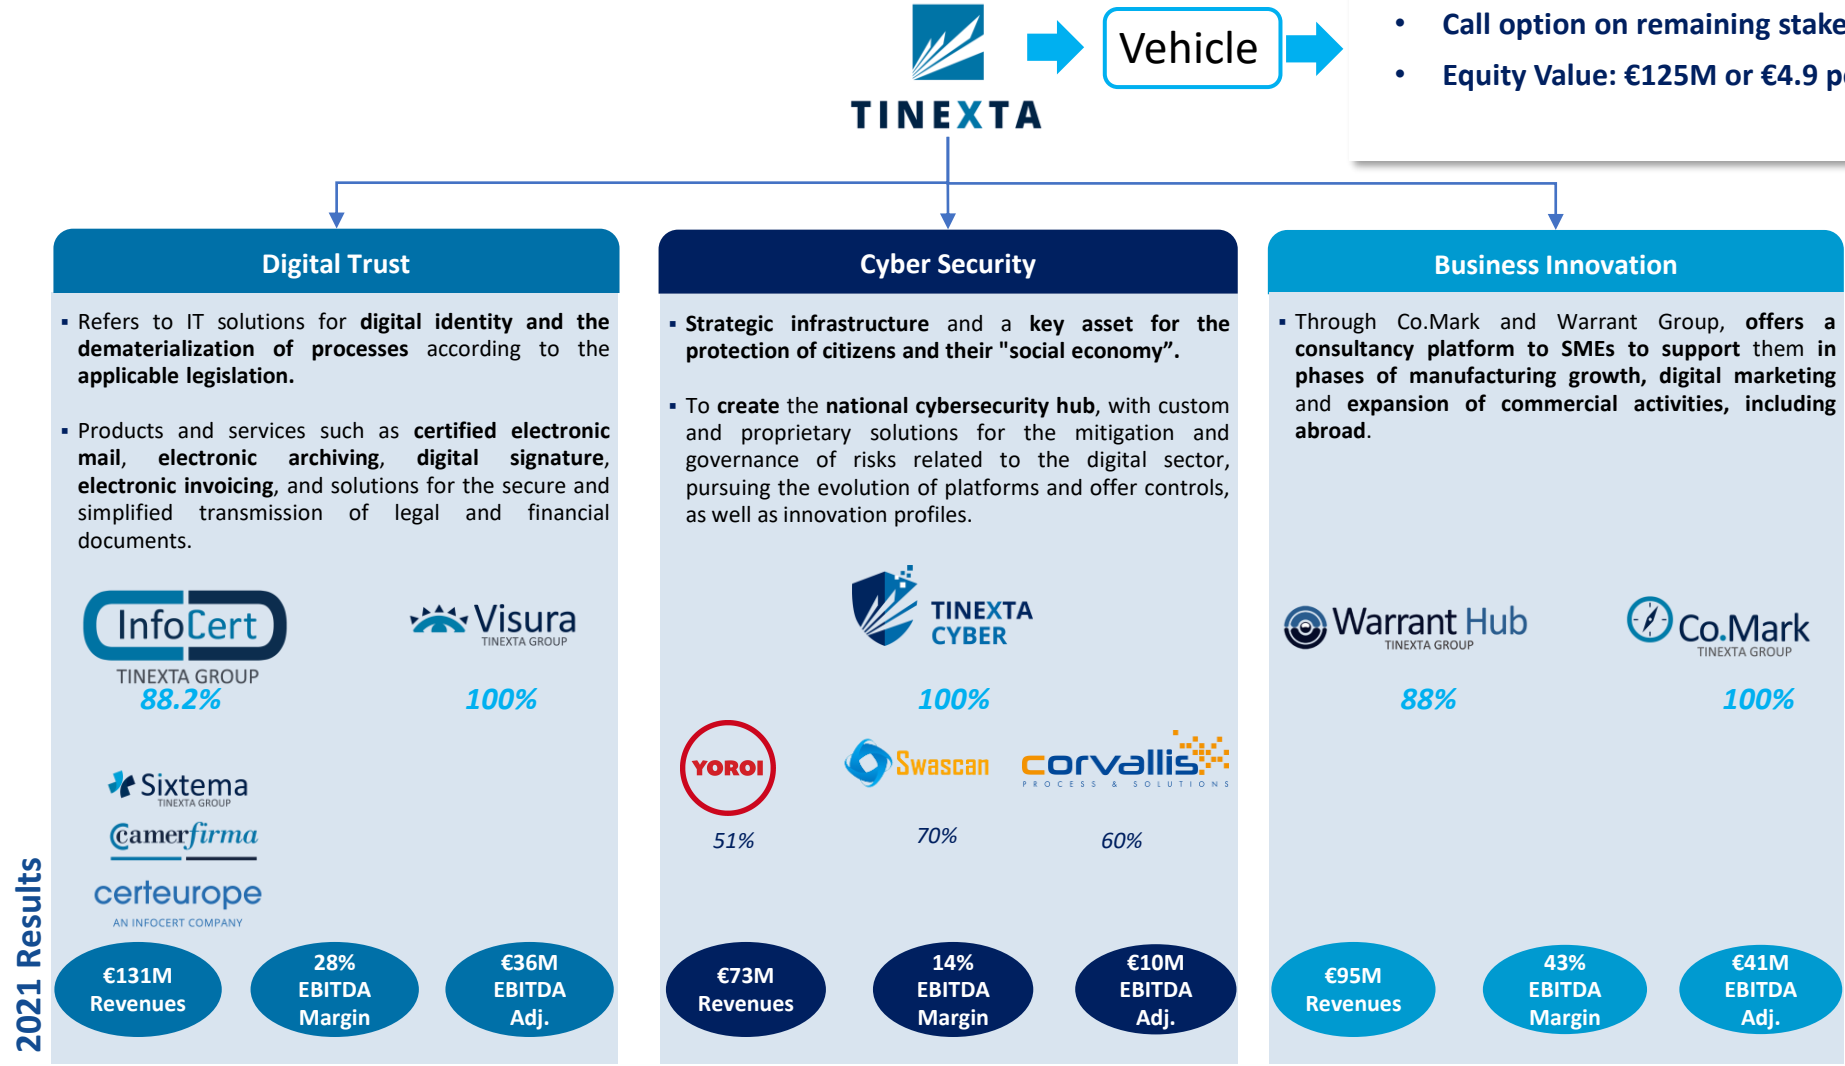 TINEXTA
Vehicle
• Call option on remaining stake
• Equity Value: €125M or €4.9 p
Digital Trust
▪ Refers to IT solutions for digital identity and the
dematerialization of processes according to the
applicable legislation.
▪ Products and services such as certified electronic
mail, electronic archiving, digital signature,
electronic invoicing, and solutions for the secure and
simplified transmission of legal and financial
documents.
InfoCert
TINEXTA GROUP
88.2%
Visura
TINEXTA GROUP
100%
Sixtema
TINEXTA GROUP
Camerfirma
certeurope
AN INFOCERT COMPANY
Cyber Security
▪ Strategic infrastructure and a key asset for the
protection of citizens and their "social economy”.
▪ To create the national cybersecurity hub, with custom
and proprietary solutions for the mitigation and
governance of risks related to the digital sector,
pursuing the evolution of platforms and offer controls,
as well as innovation profiles.
TINEXTA
CYBER
100%
YOROI
51%
Swascan
70%
corvallis
PROCESS & SOLUTIONS
60%
Business Innovation
▪ Through Co.Mark and Warrant Group, offers a
consultancy platform to SMEs to support them in
phases of manufacturing growth, digital marketing
and expansion of commercial activities, including
abroad.
Warrant Hub
TINEXTA GROUP
88%
Co.Mark
TINEXTA GROUP
100%
2021 Results
€131M
Revenues
28%
EBITDA
Margin
€36M
EBITDA
Adj.
€73M
Revenues
14%
EBITDA
Margin
€10M
EBITDA
Adj.
€95M
Revenues
43%
EBITDA
Margin
€41M
EBITDA
Adj.